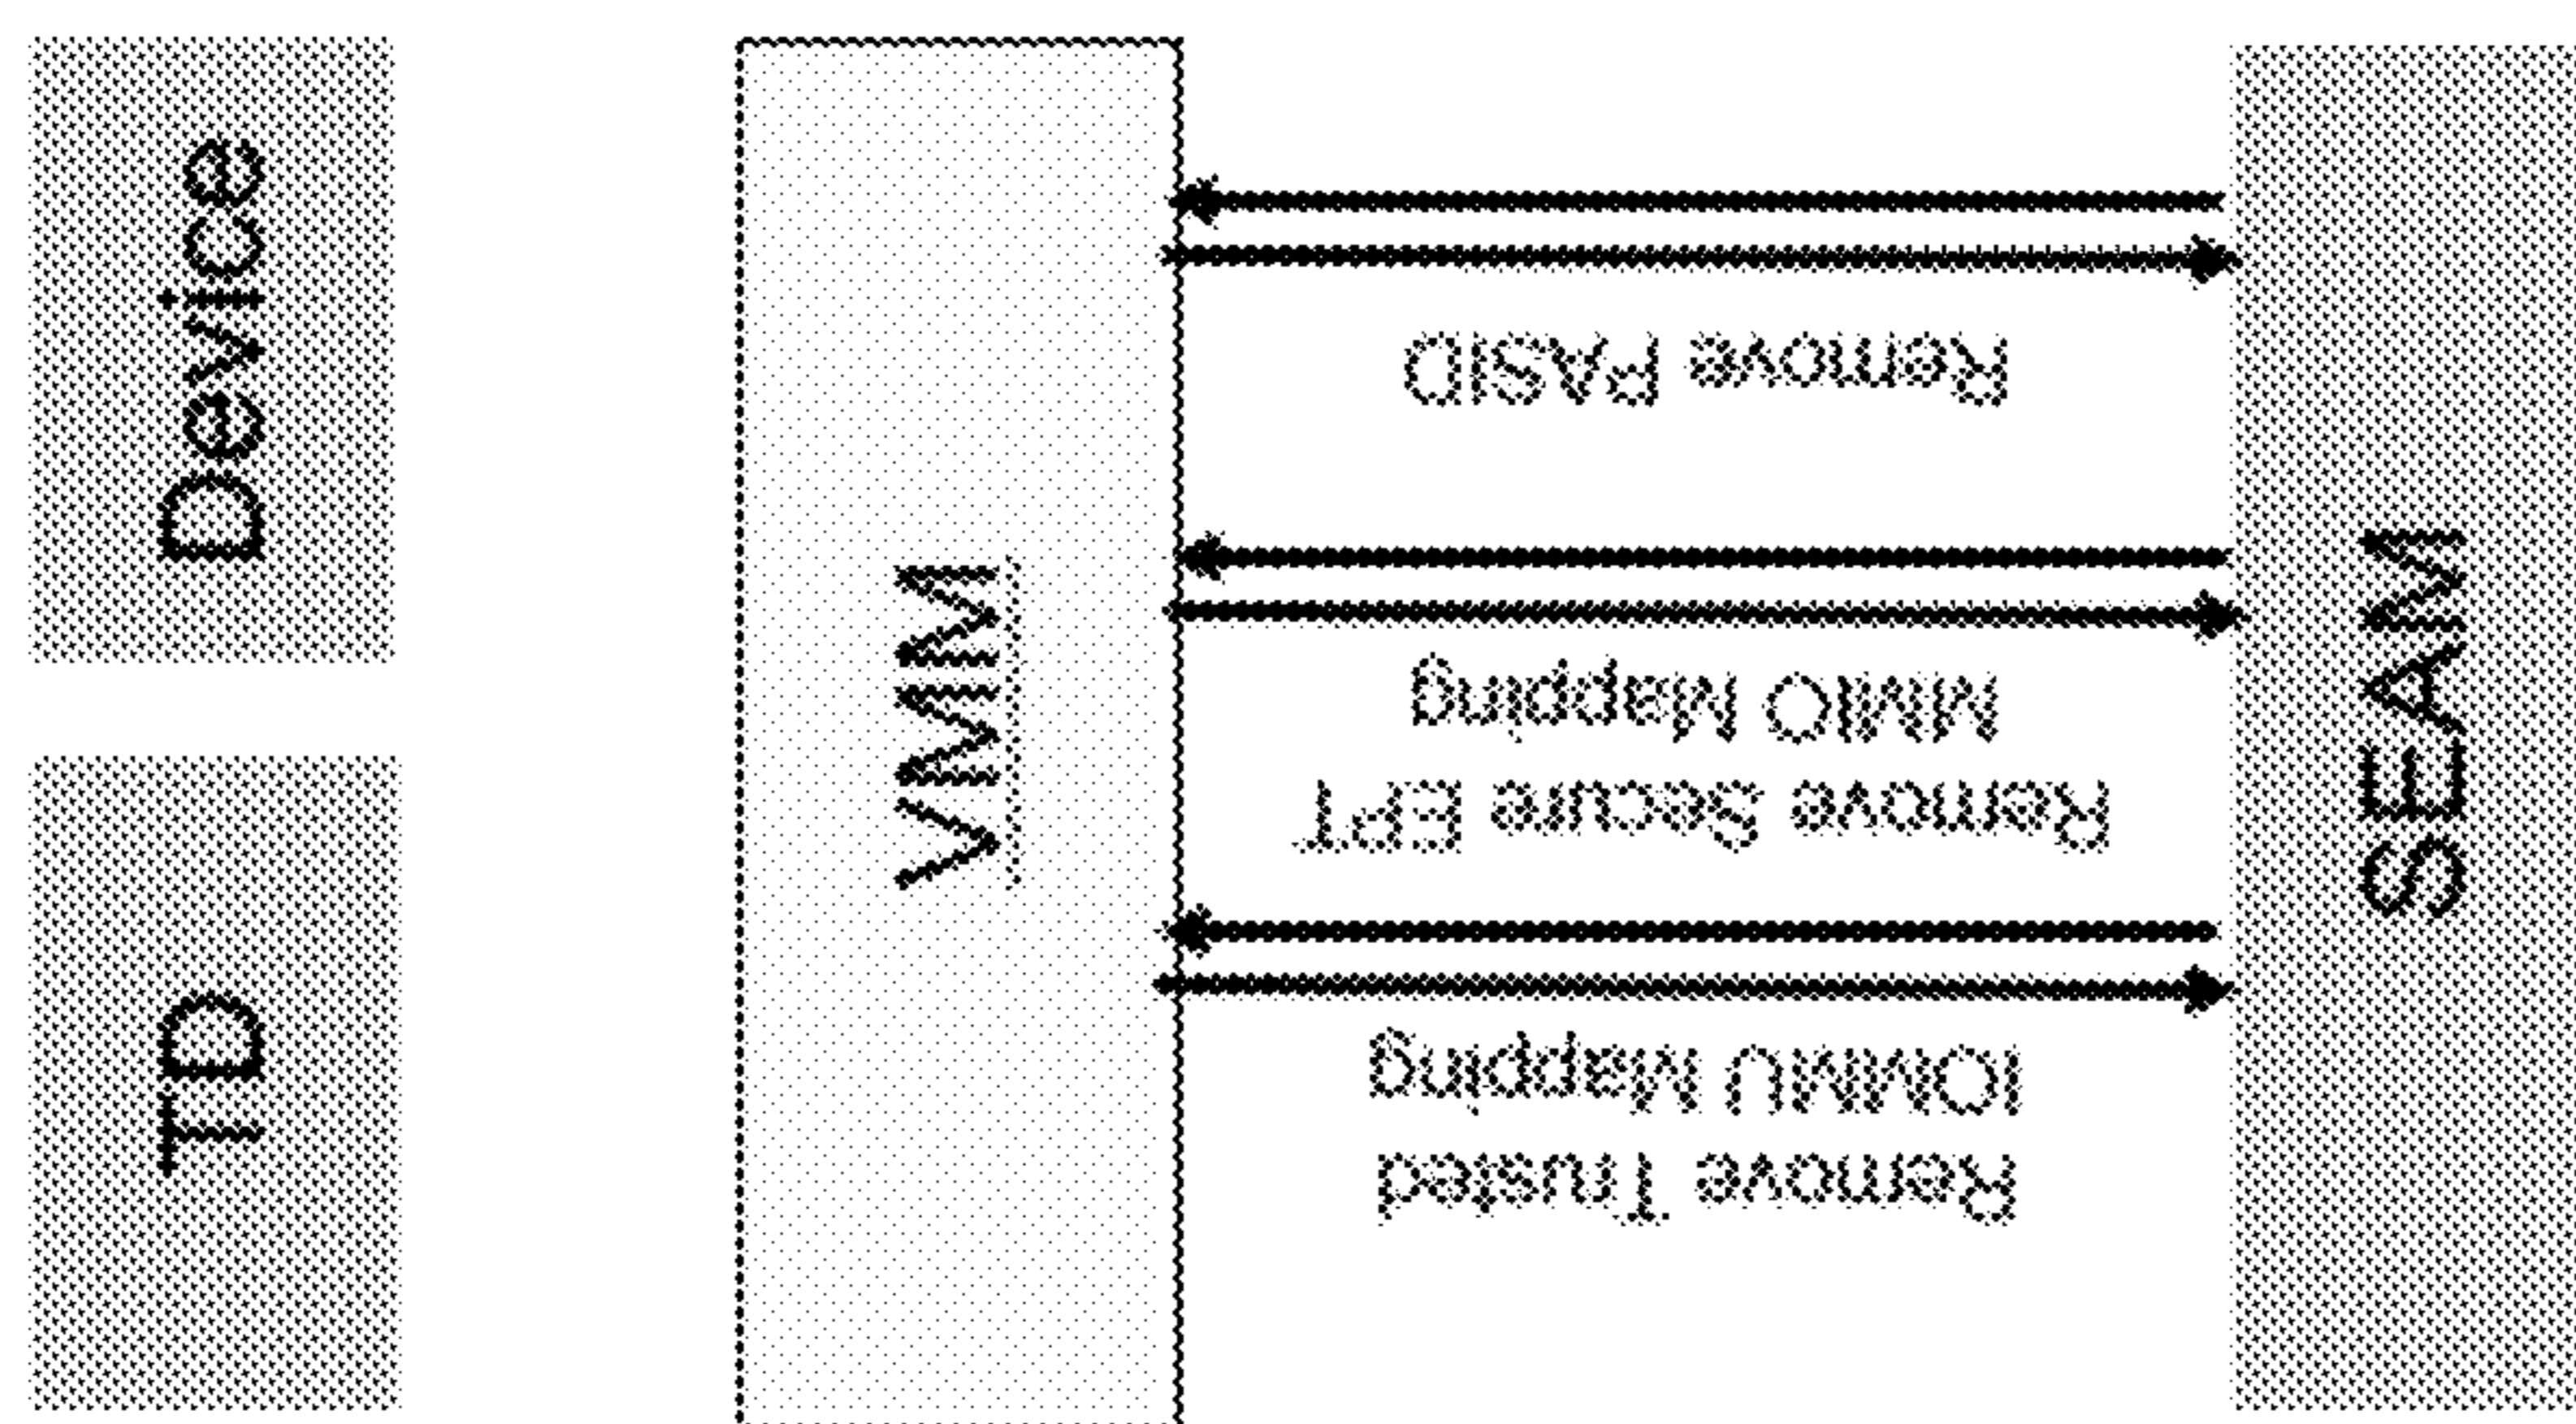 Device
TD
VMM
Remove Trusted
IOMMU Mapping
Remove Secure EPT
MMIO Mapping
Remove PASID
SEAM